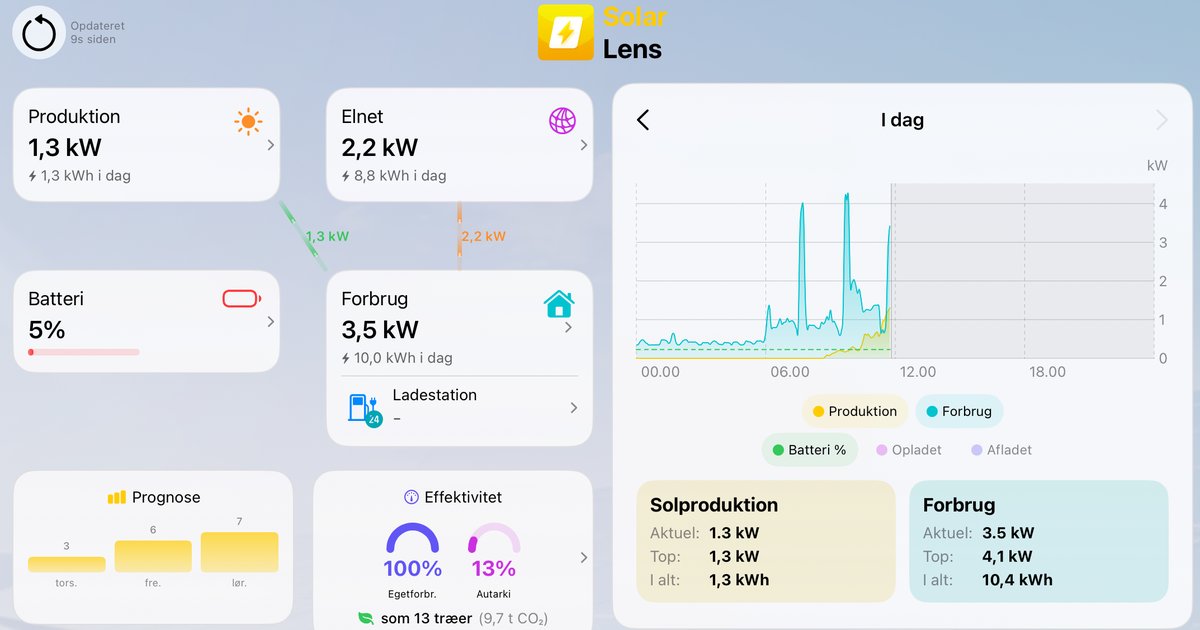 Opdateret
9s siden
Solar
Lens
Produktion
1,3 kW
1,3 kWh i dag
Elnet
2,2 kW
8,8 kWh i dag
1,3 kW
2,2 kW
Batteri
5%
Forbrug
3,5 kW
10,0 kWh i dag
Ladestation
24
–
Prognose
3
6
7
tors.
fre.
lør.
Effektivitet
100%
13%
Egetforbr.
Autarki
som 13 træer (9,7 t CO₂)
I dag
kW
4
3
2
1
0
00.00
06.00
12.00
18.00
Produktion
Forbrug
Batteri %
Opladet
Afladet
Solproduktion
Aktuel: 1.3 kW
Top: 1,3 kW
I alt: 1,3 kWh
Forbrug
Aktuel: 3.5 kW
Top: 4,1 kW
I alt: 10,4 kWh